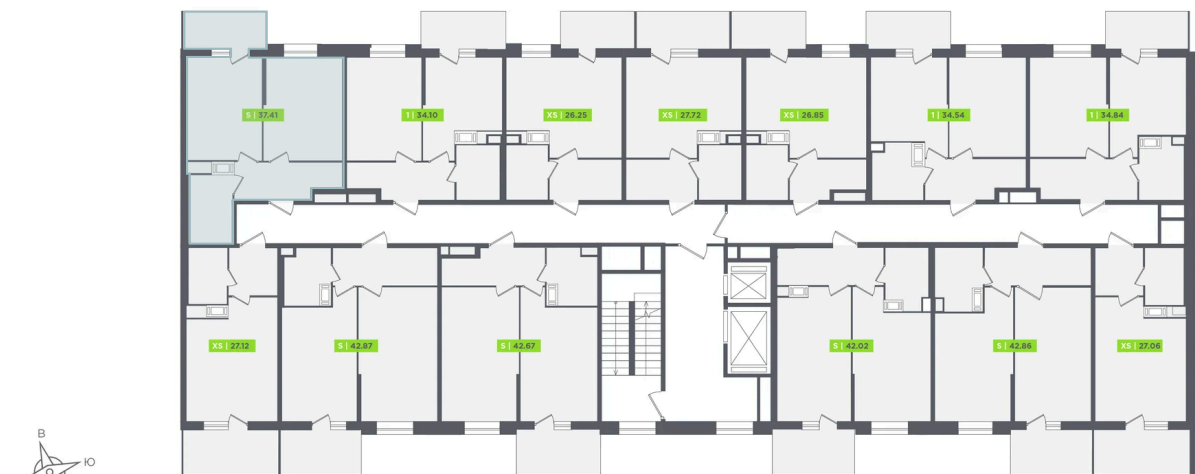 S | 37.41
1 | 34.10
XS | 26.25
XS | 27.72
XS | 26.85
1 | 34.54
1 | 34.84
XS | 27.12
S | 42.87
S | 42.67
S | 42.02
S | 42.86
XS | 27.06
В
Ю